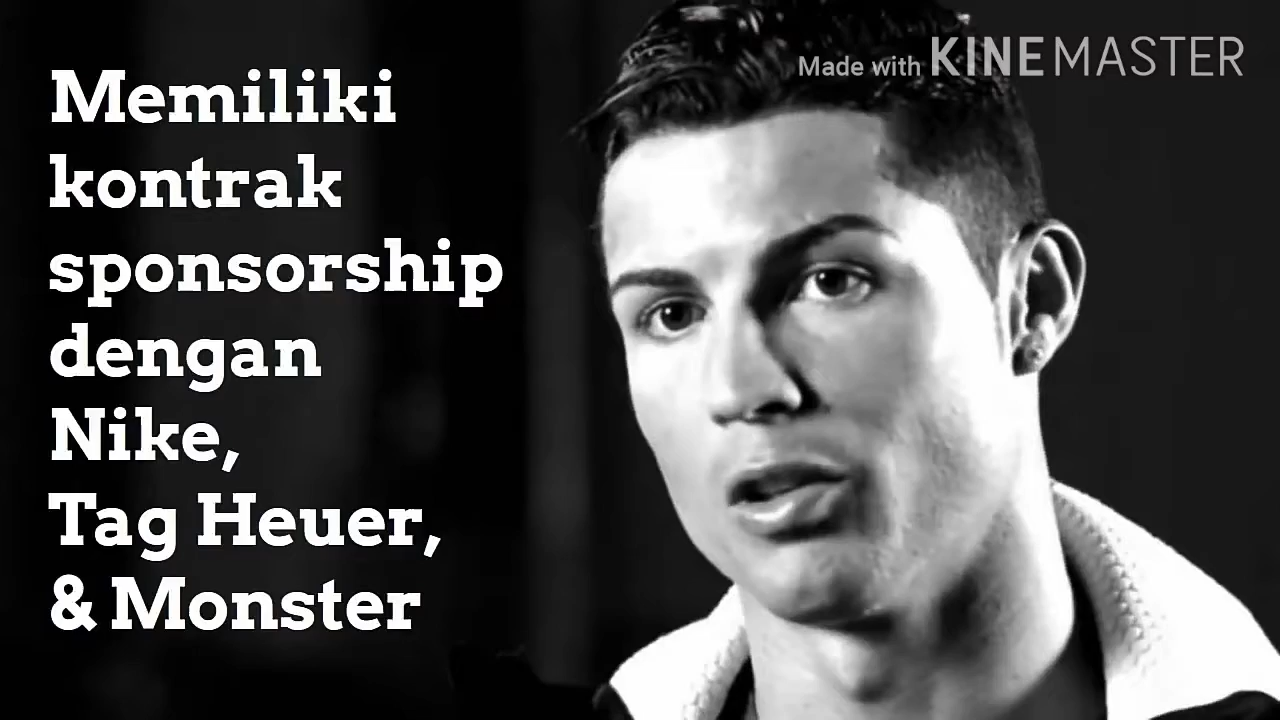 Made with KINEMASTER
Memiliki
kontrak
sponsorship
dengan
Nike,
Tag Heuer,
& Monster